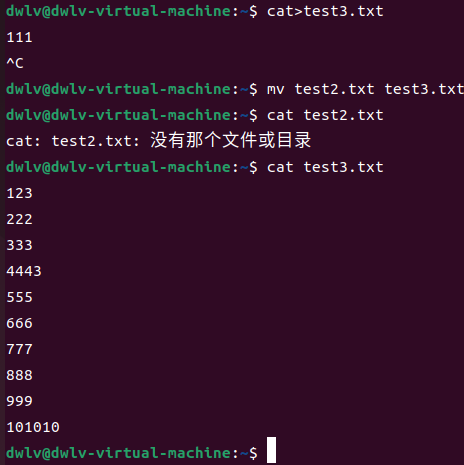 dwlv@dwlv-virtual-machine:~$ cat>test3.txt
111
^C
dwlv@dwlv-virtual-machine:~$ mv test2.txt test3.txt
dwlv@dwlv-virtual-machine:~$ cat test2.txt
cat: test2.txt: 没有那个文件或目录
dwlv@dwlv-virtual-machine:~$ cat test3.txt
123
222
333
4443
555
666
777
888
999
101010
dwlv@dwlv-virtual-machine:~$